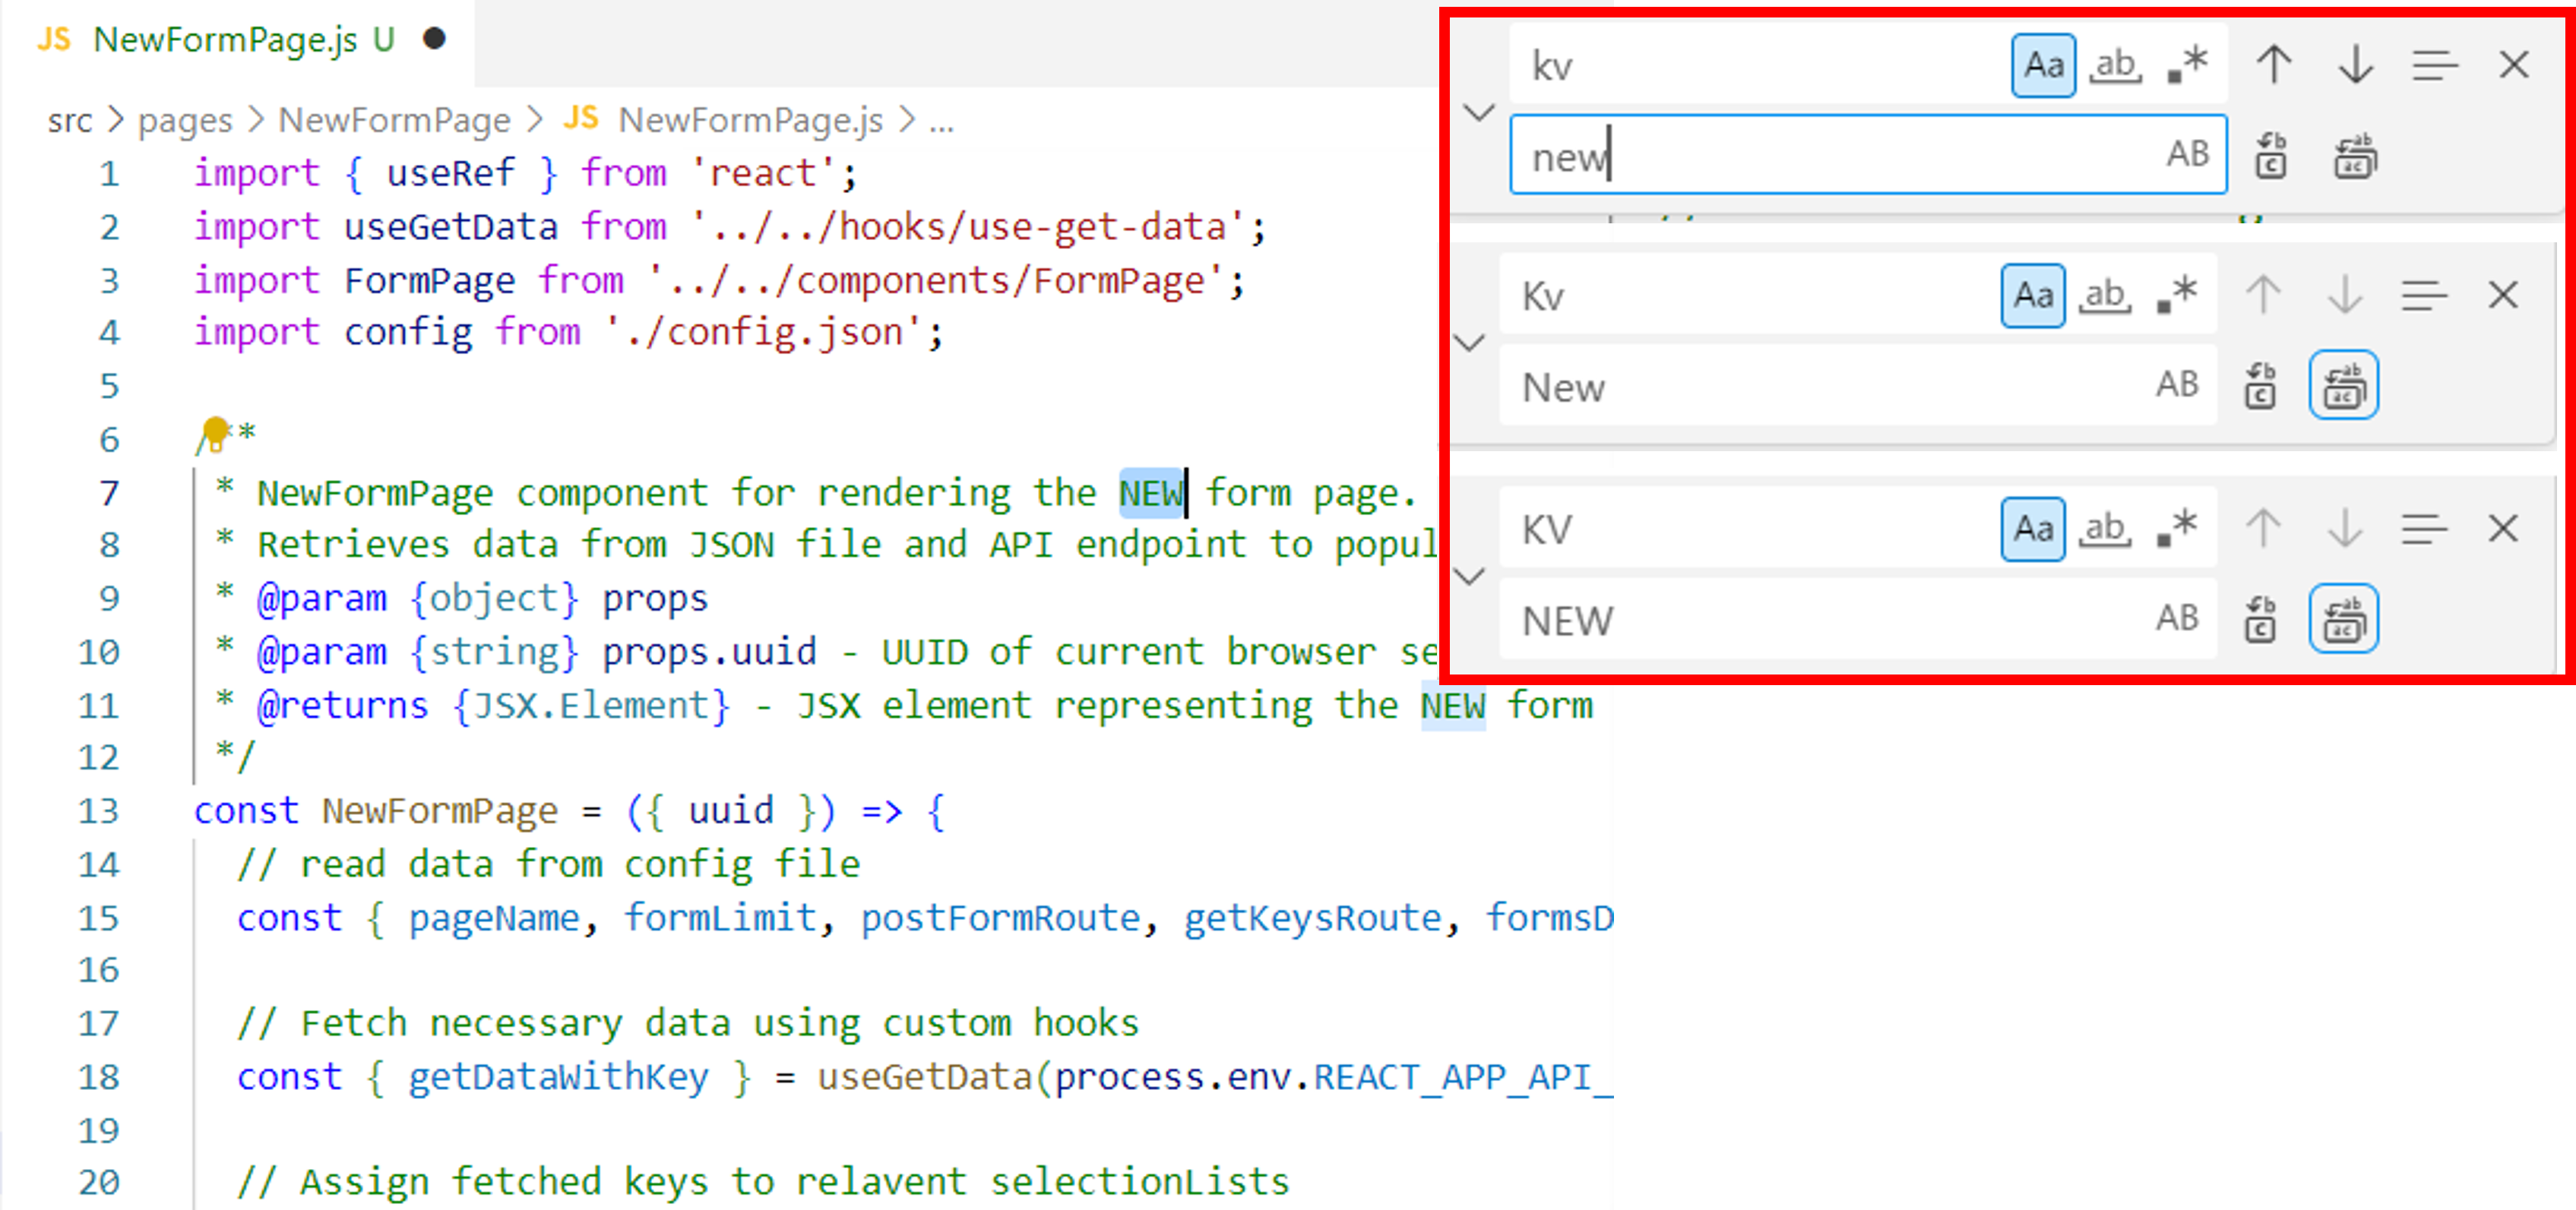 JS NewFormPage.js U
src > pages > NewFormPage > JS NewFormPage.js > ...
1 import { useRef } from 'react';
2 import useGetData from '../../hooks/use-get-data';
3 import FormPage from '../../components/FormPage';
4 import config from './config.json';
5
6 /**
7 * NewFormPage component for rendering the NEW form page.
8 * Retrieves data from JSON file and API endpoint to popul
9 * @param {object} props
10 * @param {string} props.uuid - UUID of current browser se
11 * @returns {JSX.Element} - JSX element representing the NEW form
12 */
13 const NewFormPage = ({ uuid }) => {
14 // read data from config file
15 const { pageName, formLimit, postFormRoute, getKeysRoute, formsD
16
17 // Fetch necessary data using custom hooks
18 const { getDataWithKey } = useGetData(process.env.REACT_APP_API_
19
20 // Assign fetched keys to relavent selectionLists
kv Aa ab .*
new AB
Kv Aa ab .*
New AB
KV Aa ab .*
NEW AB